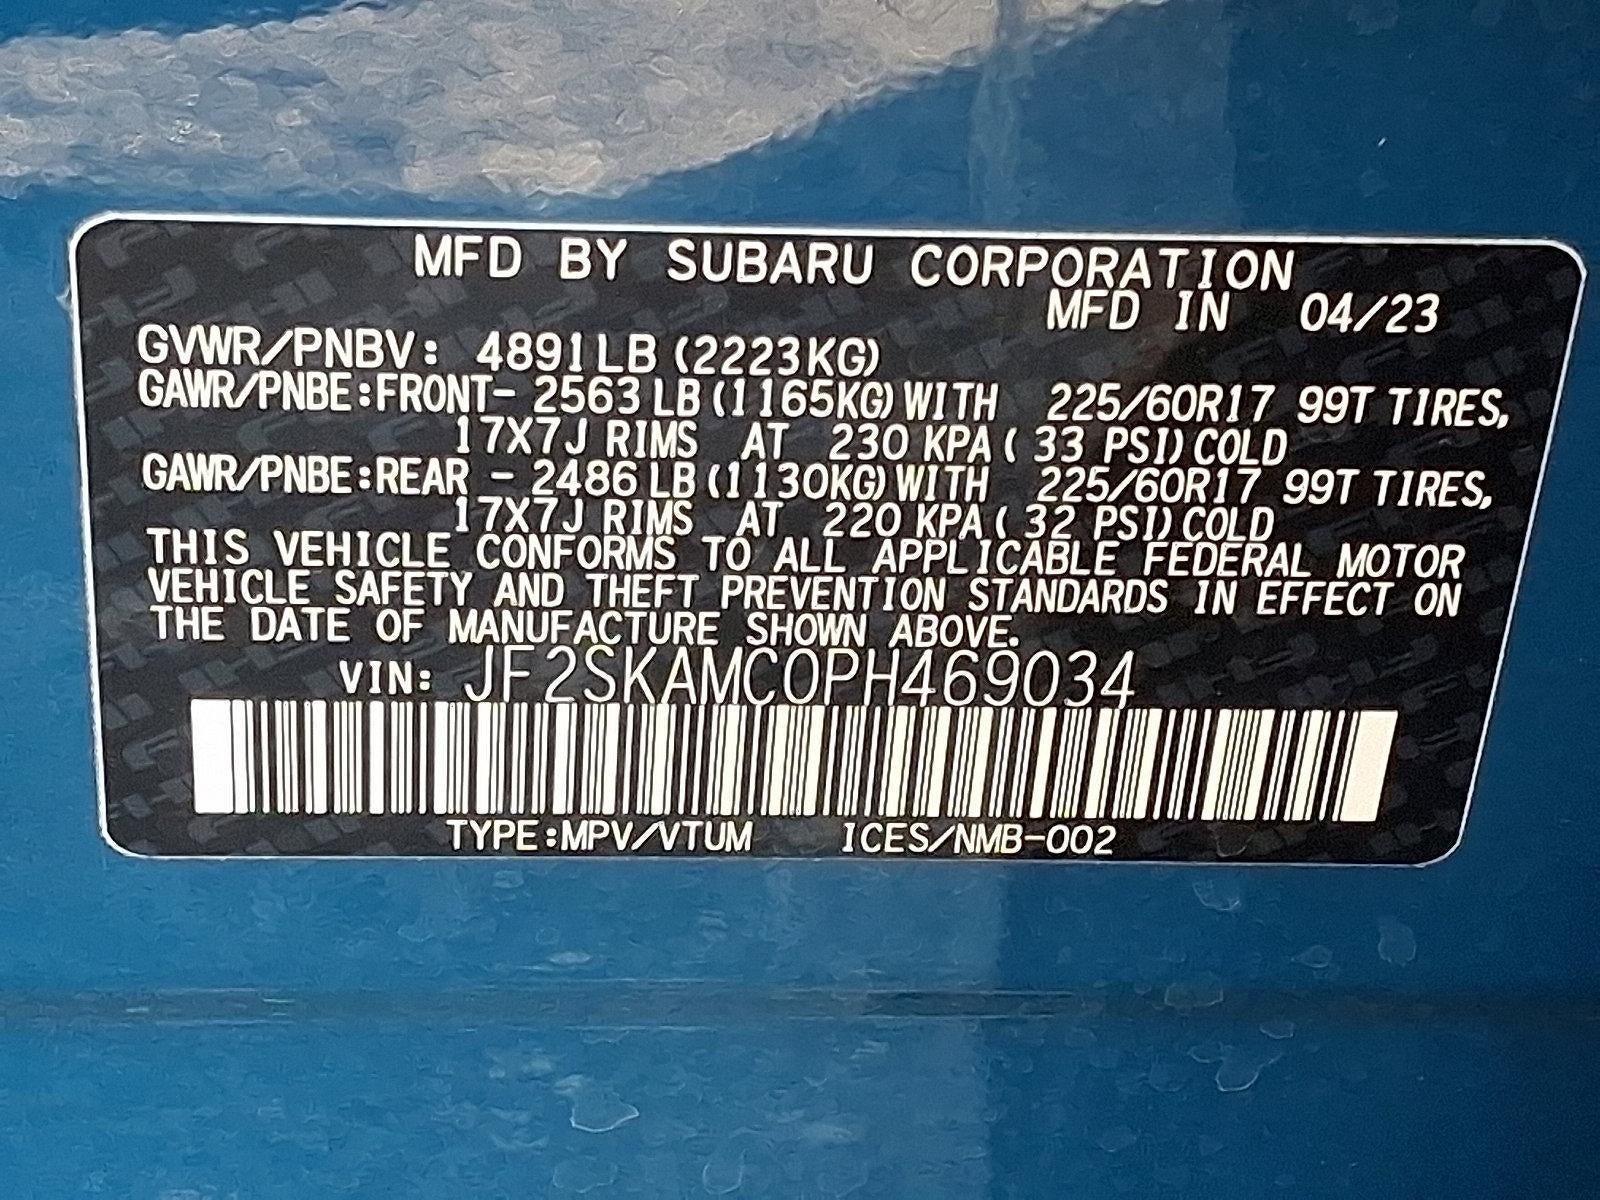 MFD BY SUBARU CORPORATION
MFD IN 04/23
GVWR/PNBV: 4891LB (2223KG)
GAWR/PNBE:FRONT- 2563 LB (1165KG) WITH 225/60R17 99T TIRES,
17X7J RIMS AT 230 KPA ( 33 PSI) COLD
GAWR/PNBE:REAR - 2486 LB (1130KG) WITH 225/60R17 99T TIRES,
17X7J RIMS AT 220 KPA ( 32 PSI) COLD
THIS VEHICLE CONFORMS TO ALL APPLICABLE FEDERAL MOTOR
VEHICLE SAFETY AND THEFT PREVENTION STANDARDS IN EFFECT ON
THE DATE OF MANUFACTURE SHOWN ABOVE.
VIN: JF2SKAMC0PH469034
TYPE:MPV/VTUM ICES/NMB-002